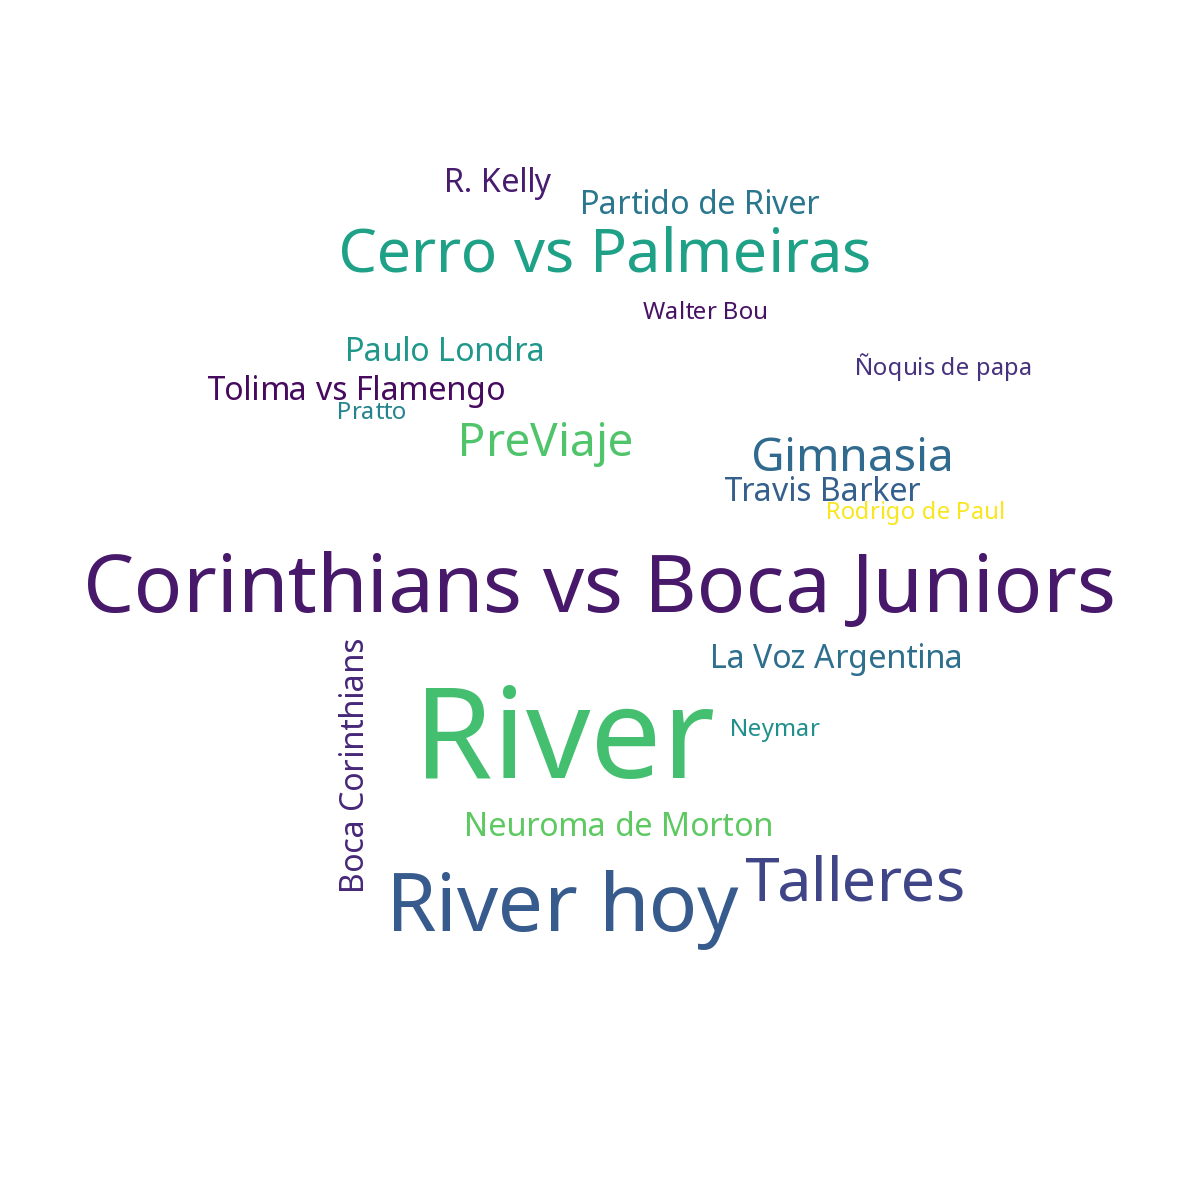 R. Kelly
Partido de River
Cerro vs Palmeiras
Walter Bou
Paulo Londra
Ñoquis de papa
Tolima vs Flamengo
Pratto
PreViaje
Gimnasia
Travis Barker
Rodrigo de Paul
Corinthians vs Boca Juniors
La Voz Argentina
Boca Corinthians
River
Neymar
Neuroma de Morton
Talleres
River hoy